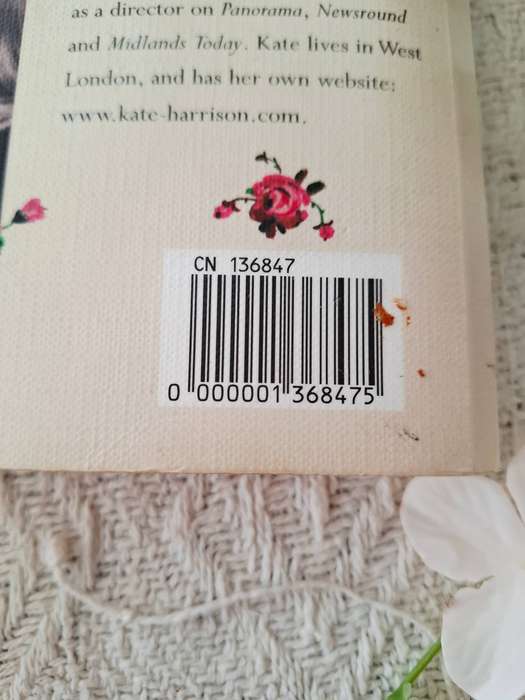 as a director on Panorama, Newsround
and Midlands Today. Kate lives in West
London, and has her own website:
www.kate-harrison.com.
CN 136847
0 000001 368475